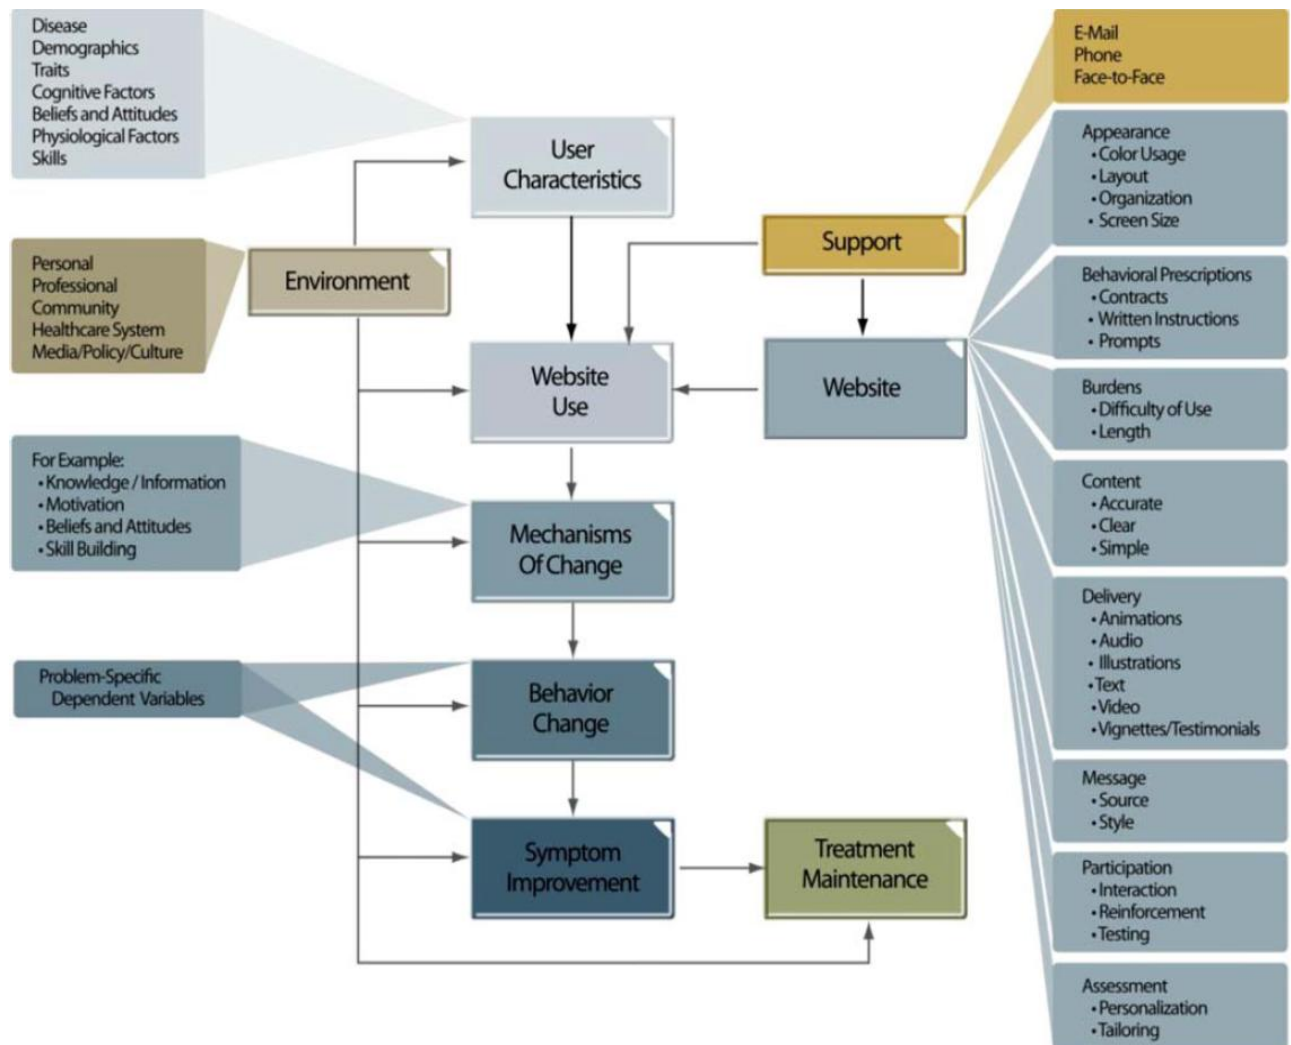 Disease
Demographics
Traits
Cognitive Factors
Beliefs and Attitudes
Physiological Factors
Skills
User
Characteristics
Personal
Professional
Community
Healthcare System
Media/Policy/Culture
Environment
Support
E-Mail
Phone
Face-to-Face
Website
Use
Website
Appearance
• Color Usage
• Layout
• Organization
• Screen Size
Behavioral Prescriptions
• Contracts
• Written Instructions
• Prompts
Burdens
• Difficulty of Use
• Length
Content
• Accurate
• Clear
• Simple
Delivery
• Animations
• Audio
• Illustrations
• Text
• Video
• Vignettes/Testimonials
Message
• Source
• Style
Participation
• Interaction
• Reinforcement
• Testing
Assessment
• Personalization
• Tailoring
For Example:
• Knowledge / Information
• Motivation
• Beliefs and Attitudes
• Skill Building
Mechanisms
Of Change
Problem-Specific
Dependent Variables
Behavior
Change
Symptom
Improvement
Treatment
Maintenance